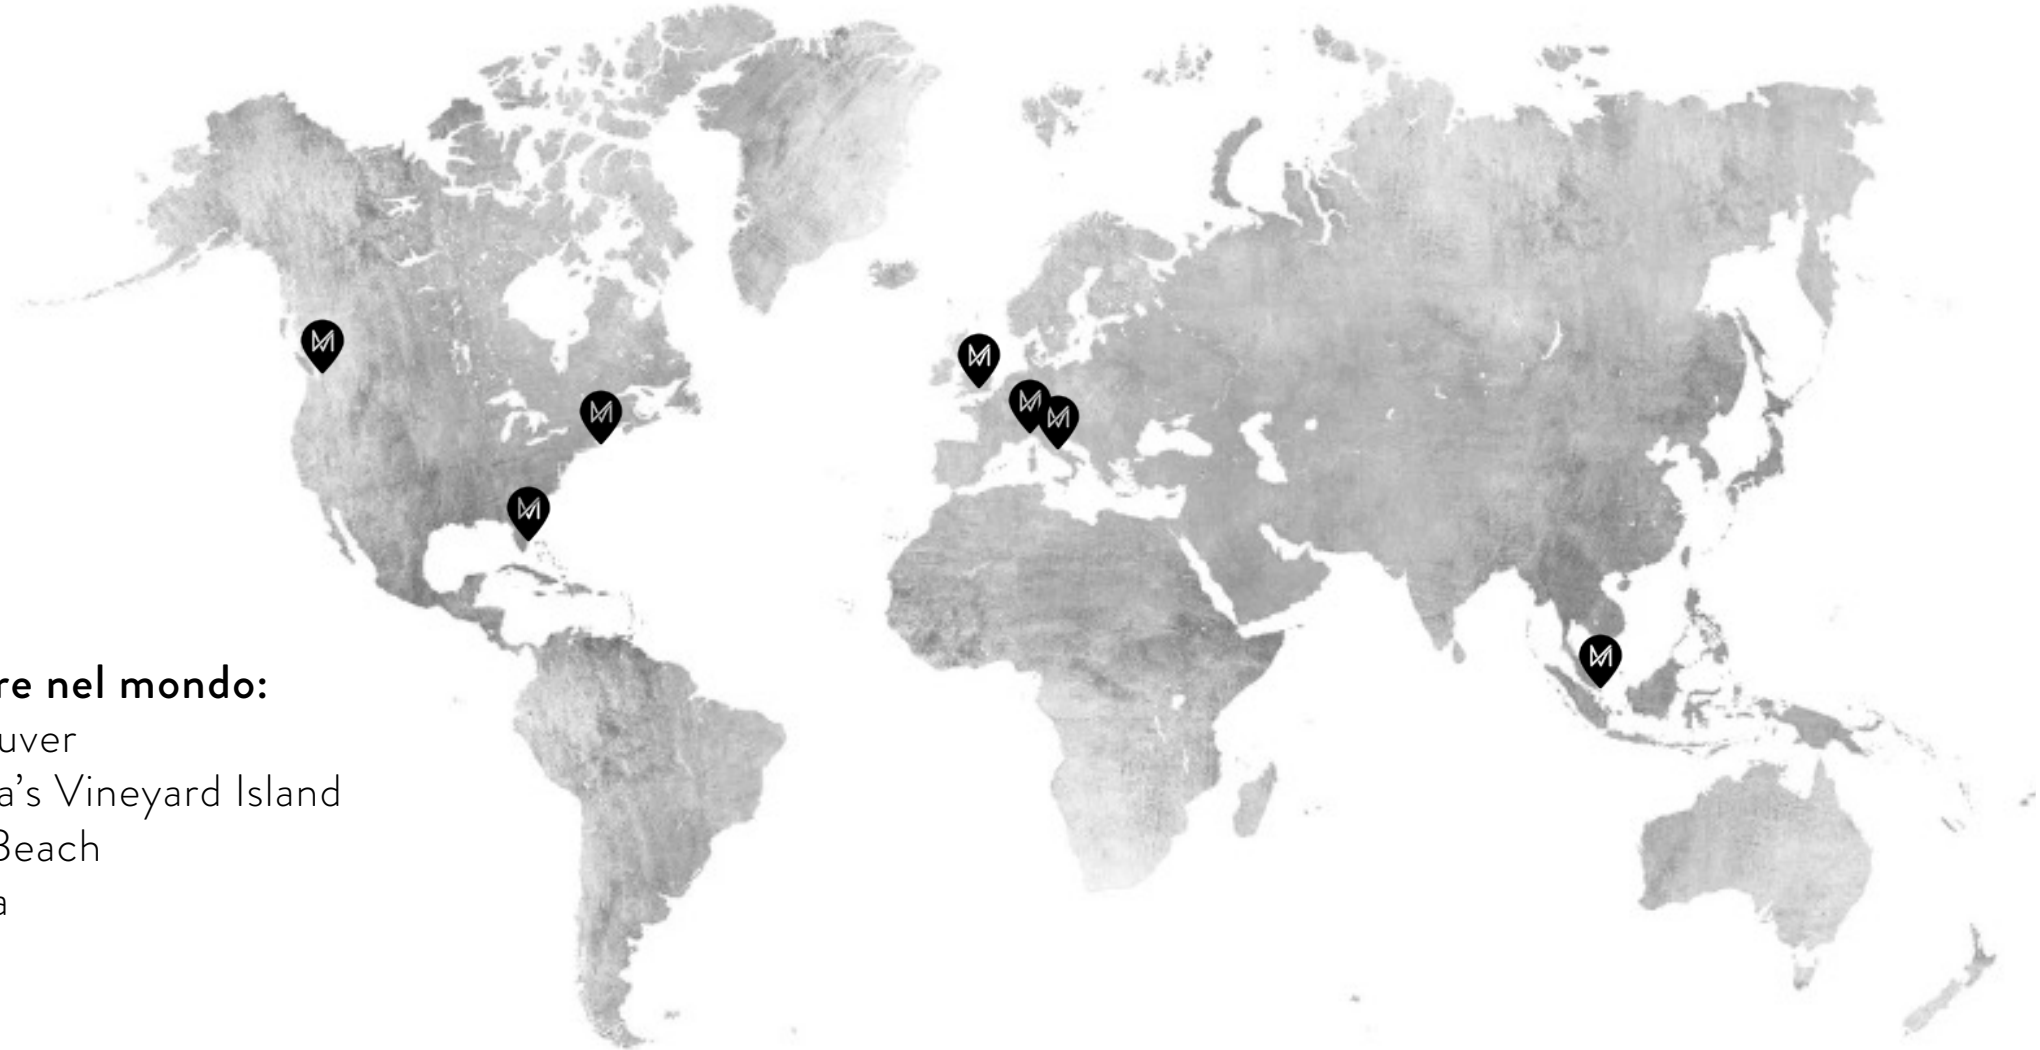 re nel mondo:
uver
a’s Vineyard Island
Beach
a